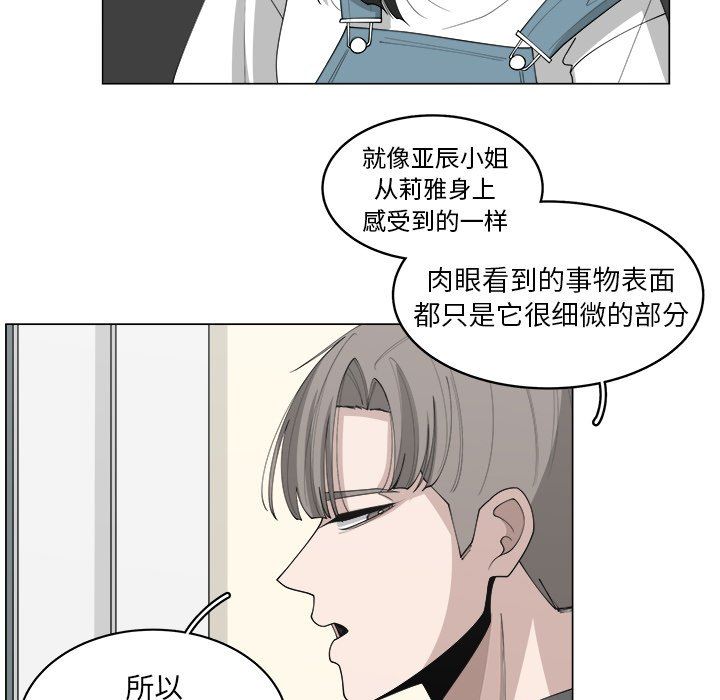 就像亚辰小姐
从莉雅身上
感受到的一样
肉眼看到的事物表面
都只是它很细微的部分
所以